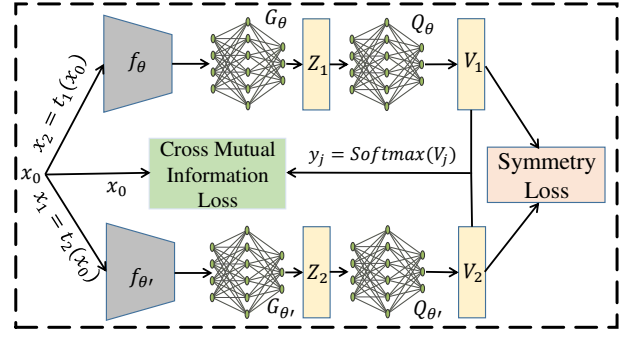 G_θ
Q_θ
f_θ
Z_1
V_1
x_2 = t_1(x_0)
x_0
x_0
Cross Mutual
Information
Loss
y_j = Softmax(V_j)
Symmetry
Loss
x_1 = t_2(x_0)
f_θ′
Z_2
V_2
G_θ′
Q_θ′